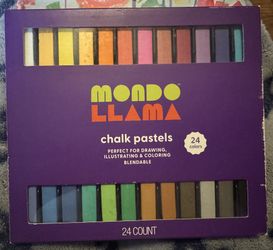 MONDO
LLAMA
chalk pastels
PERFECT FOR DRAWING,
ILLUSTRATING & COLORING
BLENDABLE
24
colors
24 COUNT